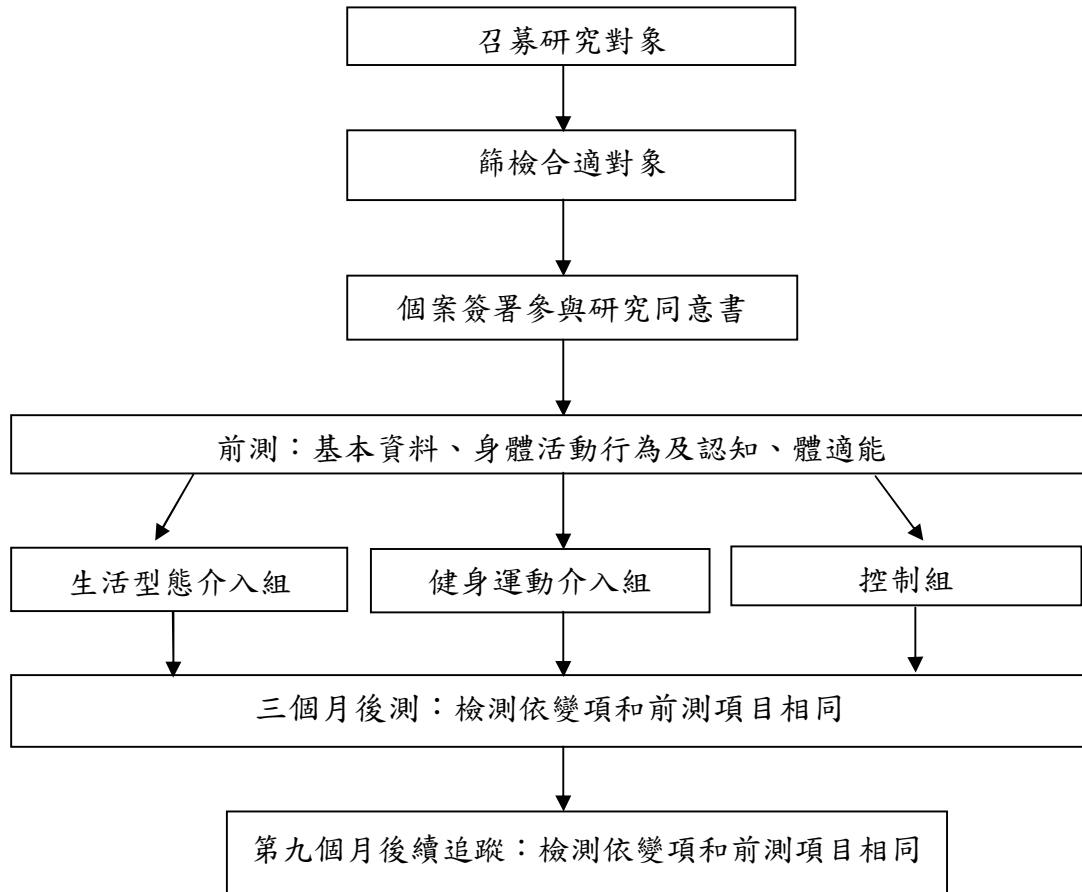 召募研究對象
篩檢合適對象
個案簽署參與研究同意書
前測：基本資料、身體活動行為及認知、體適能
生活型態介入組
健身運動介入組
控制組
三個月後測：檢測依變項和前測項目相同
第九個月後續追蹤：檢測依變項和前測項目相同